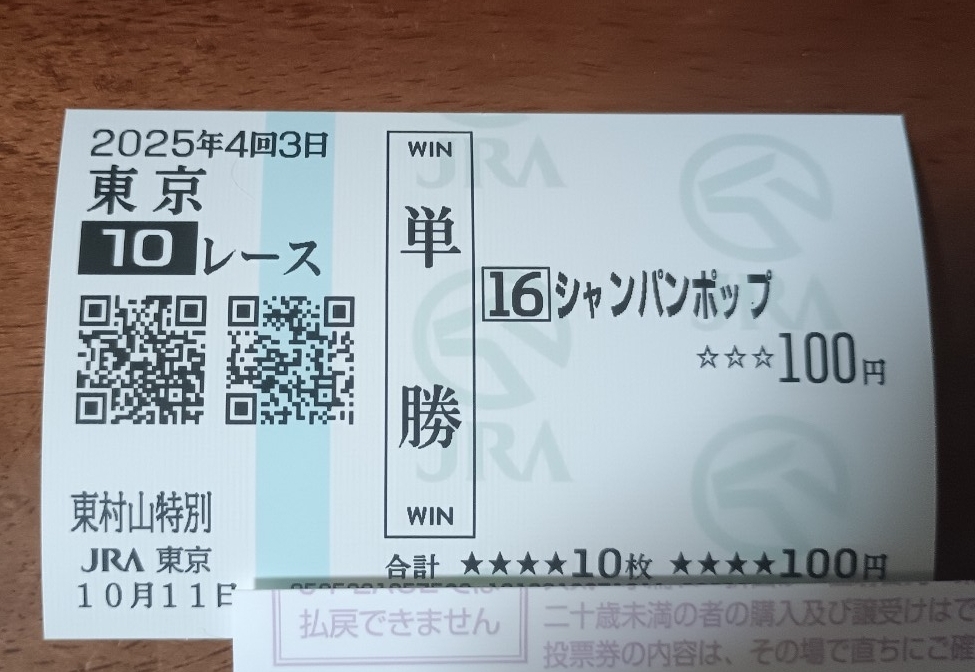 2025年4回3日
東京
10レース
WIN
単勝
WIN
16シャンパンポップ
☆☆☆100円
東村山特別
JRA 東京
10月11日
合計 ★★★★10枚 ★★★★100円
払戻できません
二十歳未満の者の購入及び譲受けはで
投票券の内容は、その場で直ちにご確
JRA
JRA
JRA